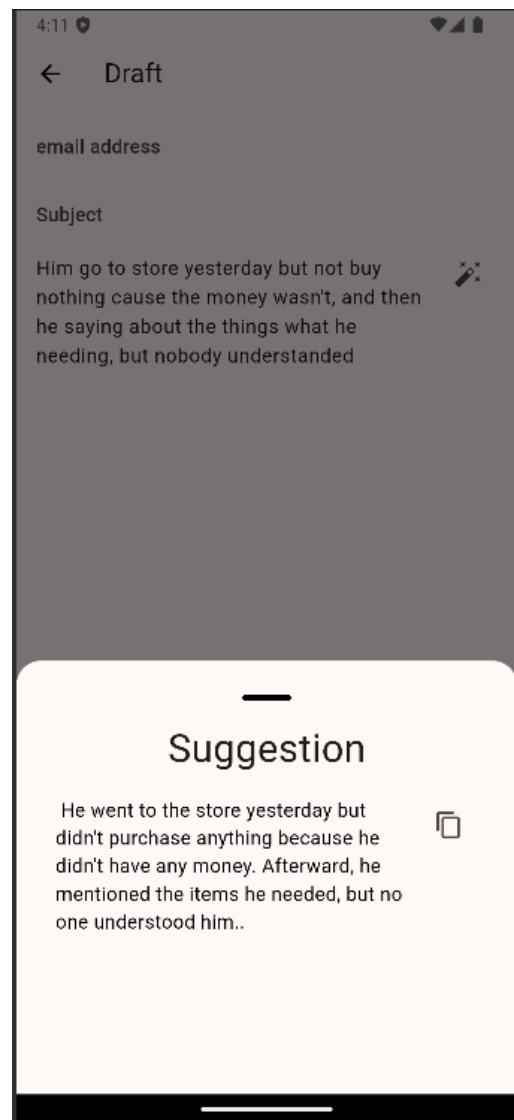 4:11
Draft
email address
Subject
Him go to store yesterday but not buy
nothing cause the money wasn't, and then
he saying about the things what he
needing, but nobody understanded
Suggestion
He went to the store yesterday but
didn't purchase anything because he
didn't have any money. Afterward, he
mentioned the items he needed, but no
one understood him..